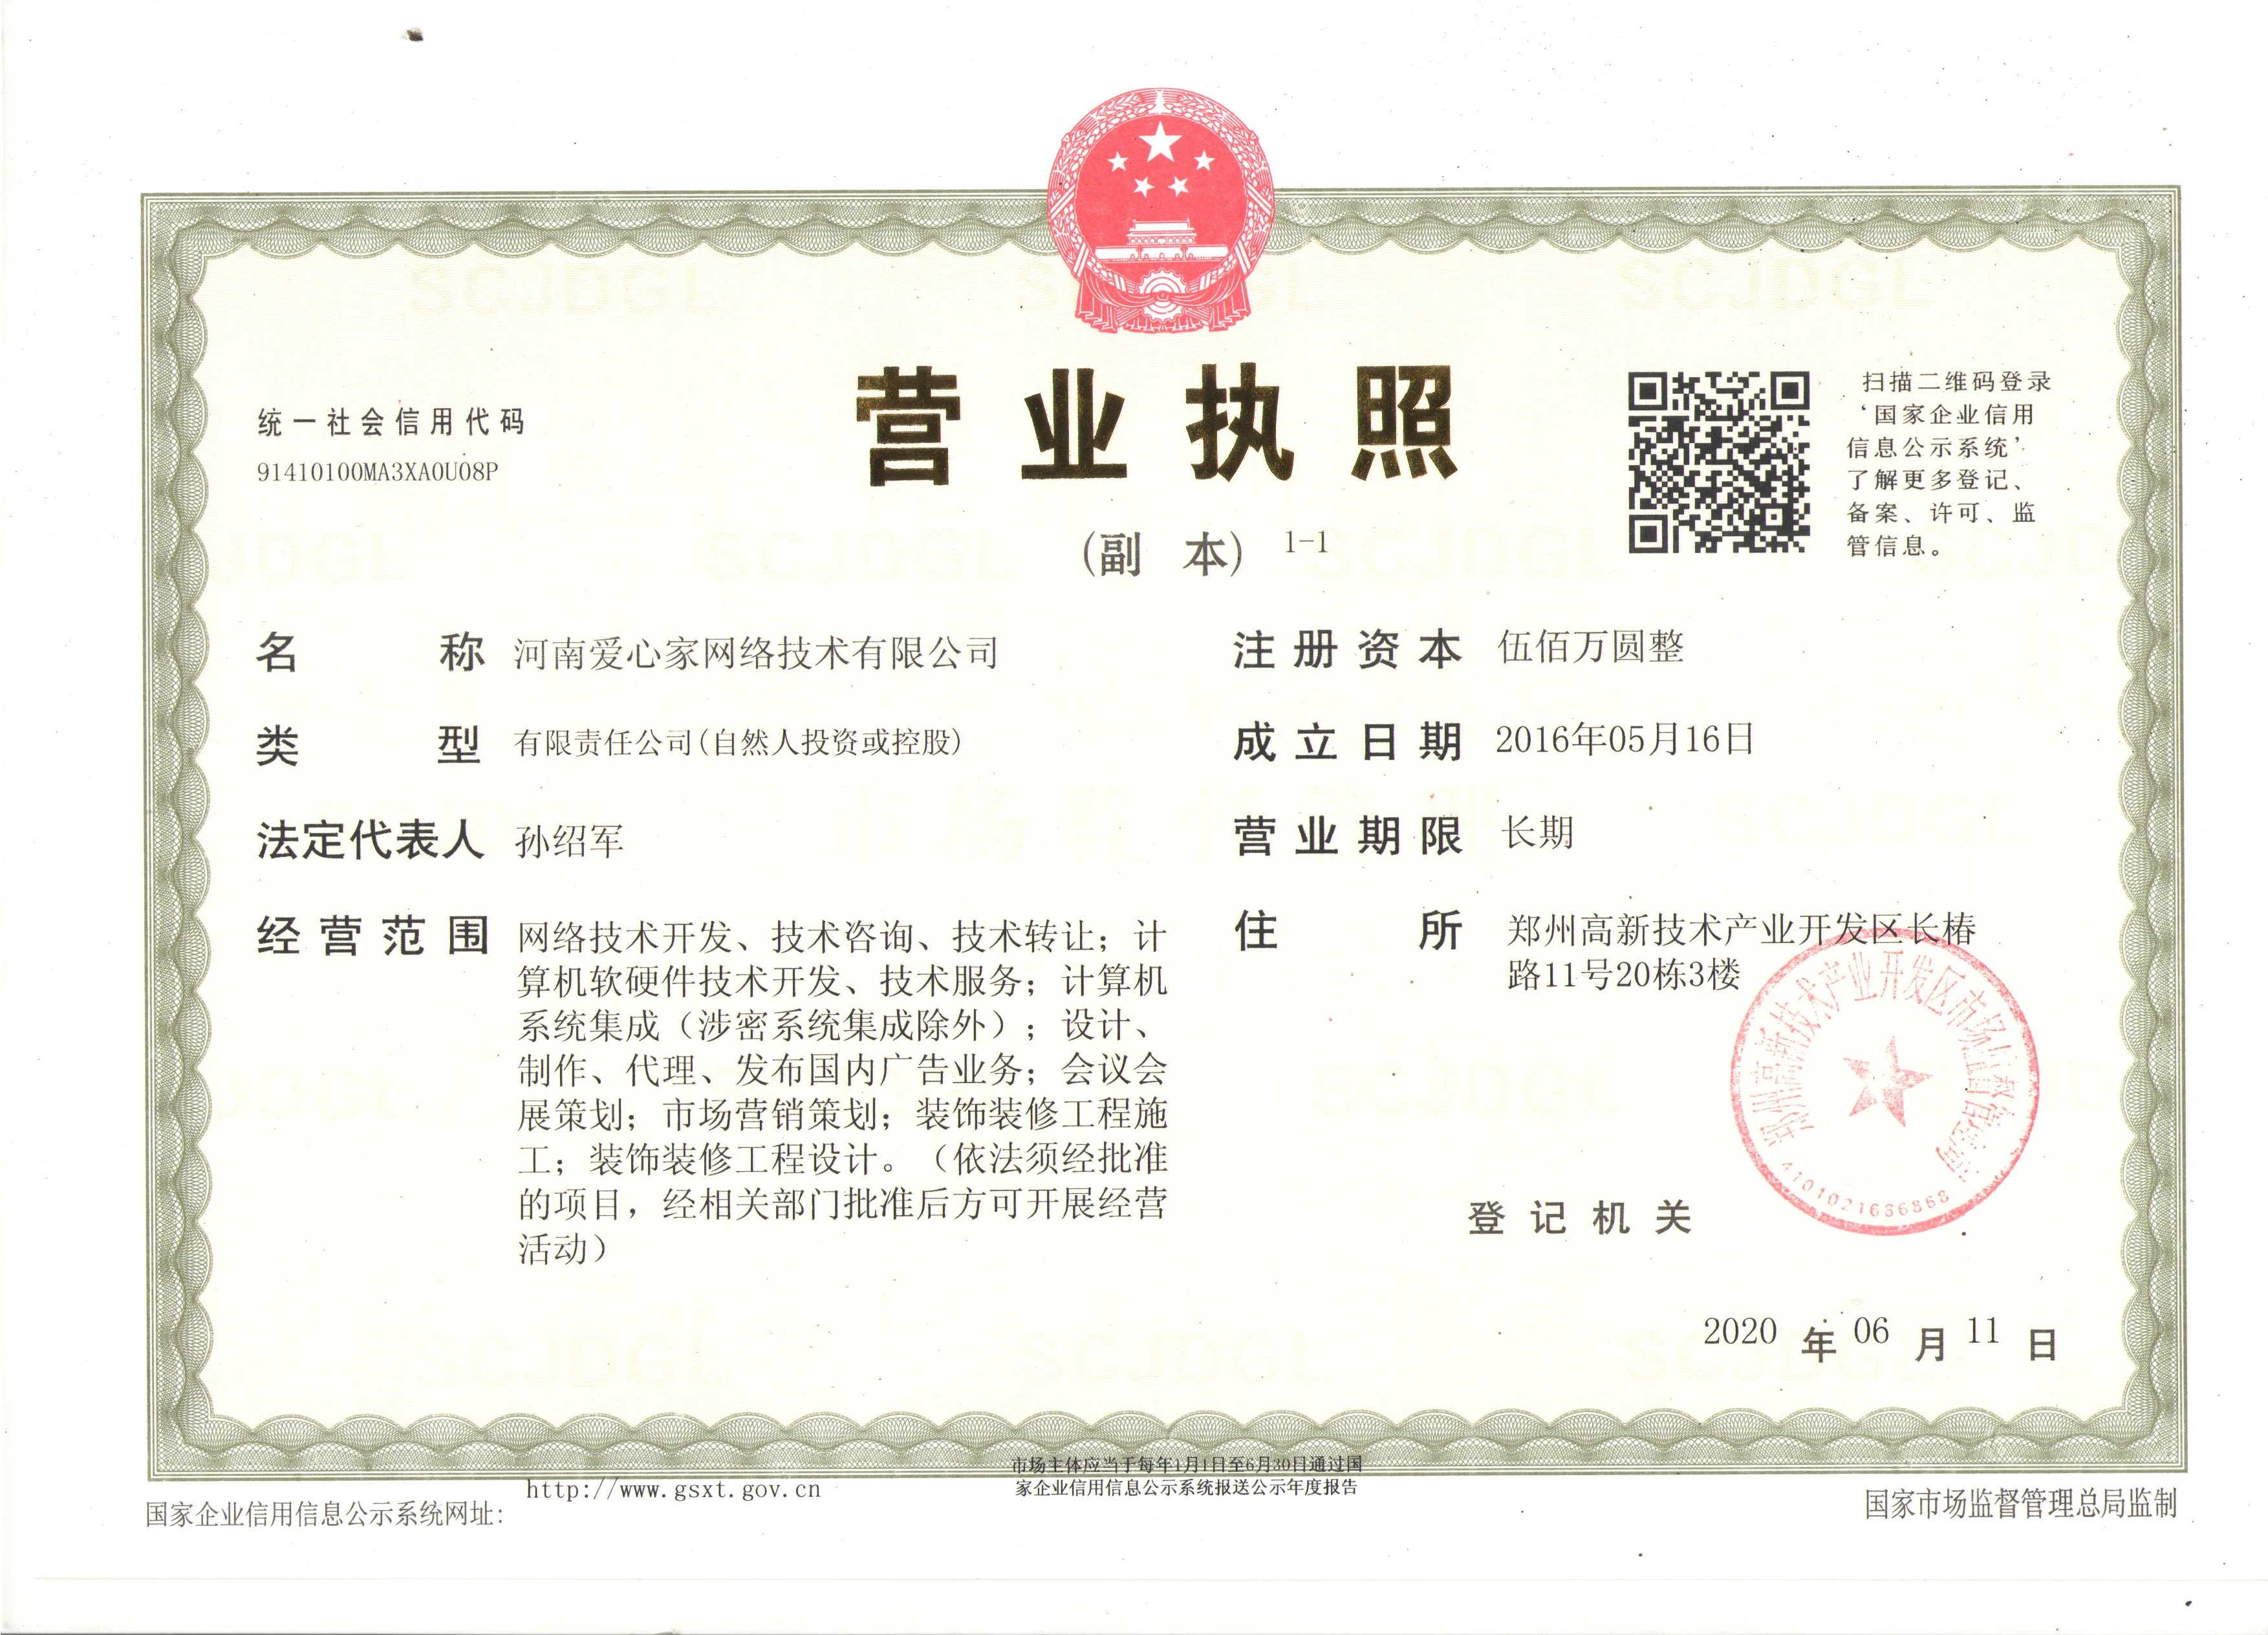 营业执照
(副 本) 1-1
统一社会信用代码
91410100MA3XA0U08P
扫描二维码登录
‘国家企业信用
信息公示系统’
了解更多登记、
备案、许可、监
管信息。
名 称 河南爱心家网络技术有限公司
类 型 有限责任公司(自然人投资或控股)
法定代表人 孙绍军
经营范围 网络技术开发、技术咨询、技术转让；计
算机软硬件技术开发、技术服务；计算机
系统集成（涉密系统集成除外）；设计、
制作、代理、发布国内广告业务；会议会
展策划；市场营销策划；装饰装修工程施
工；装饰装修工程设计。（依法须经批准
的项目，经相关部门批准后方可开展经营
活动）
注册资本 伍佰万圆整
成立日期 2016年05月16日
营业期限 长期
住 所 郑州高新技术产业开发区长椿
路11号20栋3楼
郑州高新技术产业开发区市场监督管理局
4101021686868
登记机关
2020 年 06 月 11 日
国家企业信用信息公示系统网址:
http://www.gsxt.gov.cn
市场主体应当于每年1月1日至6月30日通过国
家企业信用信息公示系统报送公示年度报告
国家市场监督管理总局监制
SCJDGL